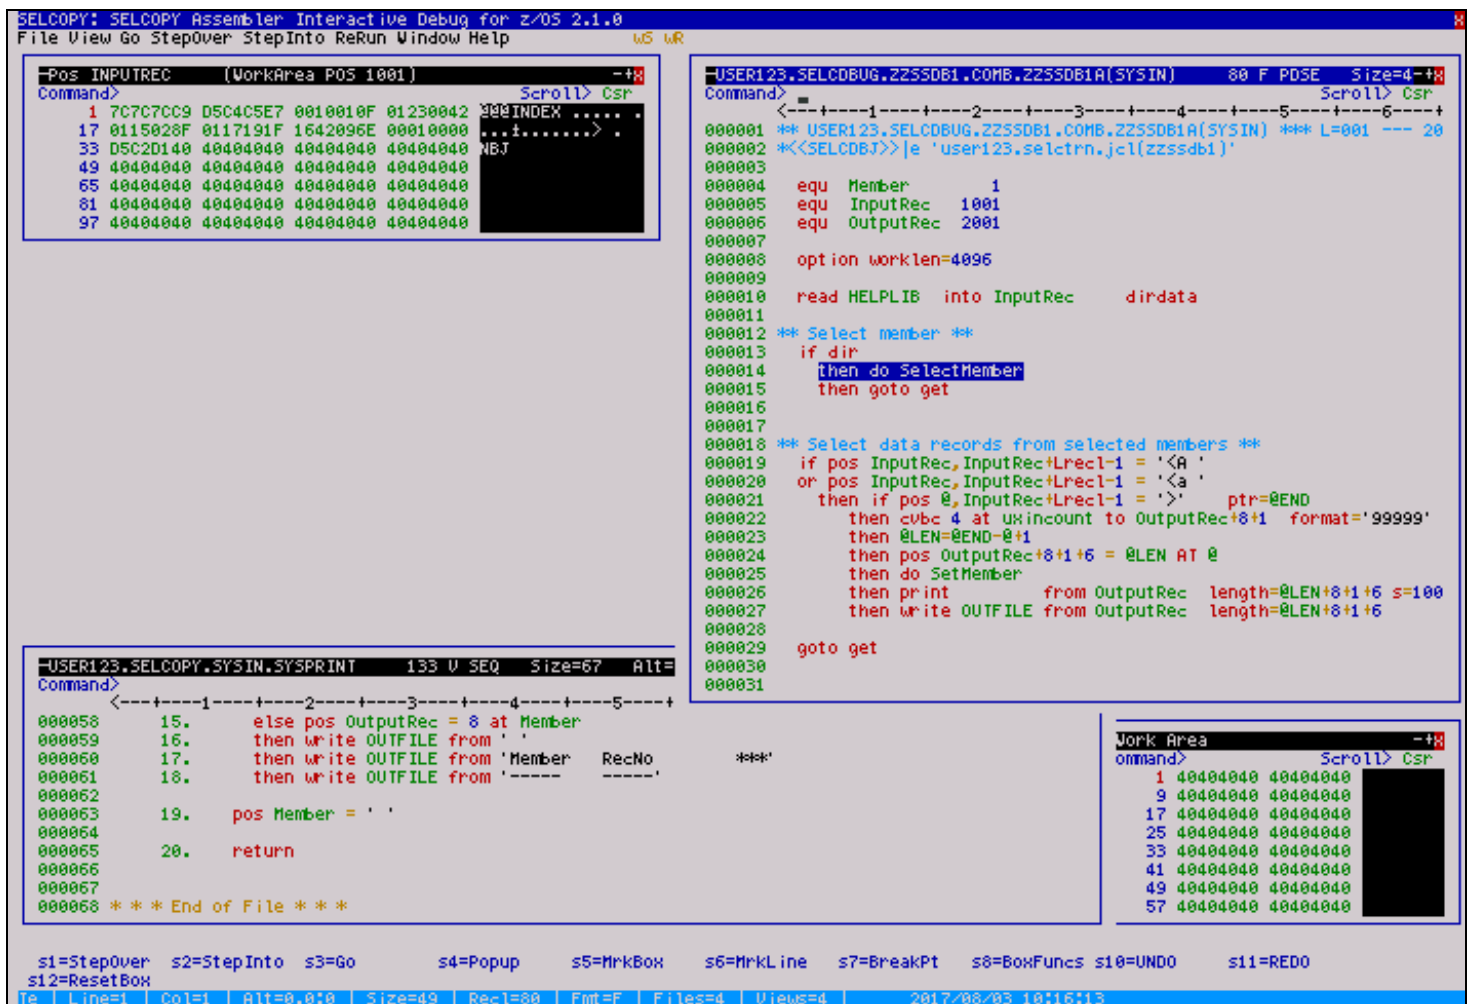 SELCOPY: SELCOPY Assembler Interactive Debug for z/OS 2.1.0
File View Go StepOver StepInto ReRun Window Help wS wR
Pos INPUTREC (WorkArea POS 1001) -+x
Command> Scroll> Csr
1 7C7C7CC9 D5C4C5E7 0010010F 01230042 @@@INDEX ..... .
17 0115028F 0117191F 1642096E 00010000 ...±.......> .
33 D5C2D140 40404040 40404040 40404040 NBJ
49 40404040 40404040 40404040 40404040
65 40404040 40404040 40404040 40404040
81 40404040 40404040 40404040 40404040
97 40404040 40404040 40404040 40404040
USER123.SELCDBUG.ZZSSDB1.COMB.ZZSSDB1A(SYSIN) 80 F PDSE Size=4-+x
Command> Scroll> Csr
<---+----1----+----2----+----3----+----4----+----5----+----6----+
000001 ** USER123.SELCDBUG.ZZSSDB1.COMB.ZZSSDB1A(SYSIN) *** L=001 --- 20
000002 *<<SELCDBJ>>|e 'user123.selctrn.jcl(zzssdb1)'
000003
000004 equ Member 1
000005 equ InputRec 1001
000006 equ OutputRec 2001
000007
000008 option worklen=4096
000009
000010 read HELPLIB into InputRec dirdata
000011
000012 ** Select member **
000013 if dir
000014 then do SelectMember
000015 then goto get
000016
000017
000018 ** Select data records from selected members **
000019 if pos InputRec,InputRec+Lrecl-1 = '<A '
000020 or pos InputRec,InputRec+Lrecl-1 = '<a '
000021 then if pos @,InputRec+Lrecl-1 = '>' ptr=@END
000022 then cvbc 4 at uxincount to OutputRec+8+1 format='99999'
000023 then @LEN=@END-@+1
000024 then pos OutputRec+8+1+6 = @LEN AT @
000025 then do SetMember
000026 then print from OutputRec length=@LEN+8+1+6 s=100
000027 then write OUTFILE from OutputRec length=@LEN+8+1+6
000028
000029 goto get
000030
000031
USER123.SELCOPY.SYSIN.SYSPRINT 133 V SEQ Size=67 Alt=
Command>
<---+----1----+----2----+----3----+----4----+----5----+
000058 15. else pos OutputRec = 8 at Member
000059 16. then write OUTFILE from ' '
000060 17. then write OUTFILE from 'Member RecNo ***'
000061 18. then write OUTFILE from '----- -----'
000062
000063 19. pos Member = ' '
000064
000065 20. return
000066
000067
000068 * * * End of File * * *
Work Area -+x
ommand> Scroll> Csr
1 40404040 40404040
9 40404040 40404040
17 40404040 40404040
25 40404040 40404040
33 40404040 40404040
41 40404040 40404040
49 40404040 40404040
57 40404040 40404040
s1=StepOver s2=StepInto s3=Go s4=Popup s5=MrkBox s6=MrkLine s7=BreakPt s8=BoxFuncs s10=UNDO s11=REDO
s12=ResetBox
Te | Line=1 | Col=1 | Alt=0,0;0 | Size=49 | Recl=80 | Fmt=F | Files=4 | Views=4 | 2017/08/03 10:16:13